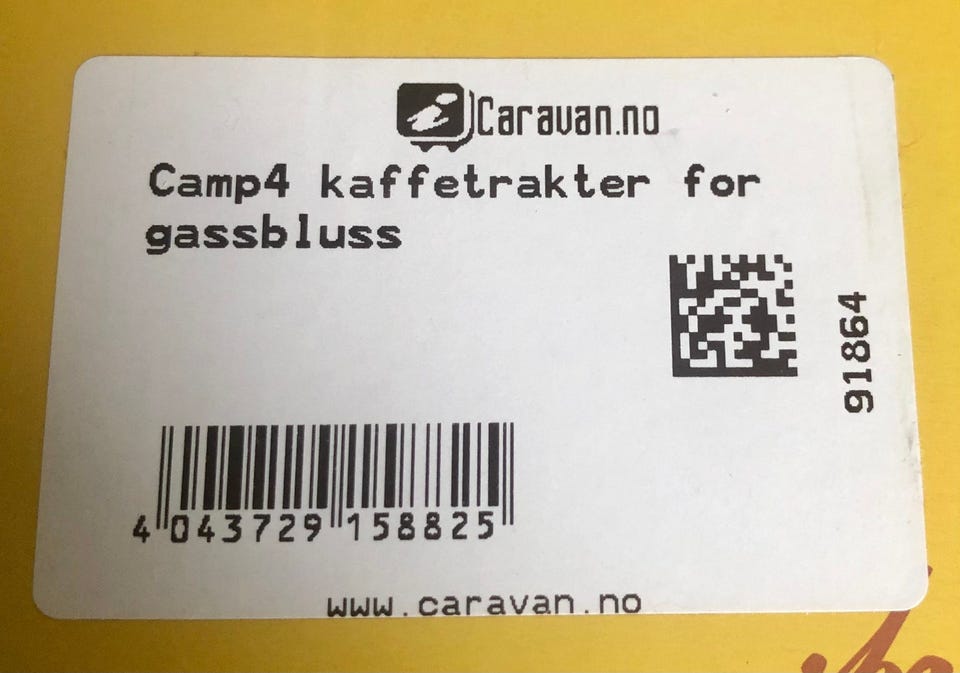 Caravan.no
Camp4 kaffetrakter for
gassbluss
91864
4 043729 158825
www.caravan.no